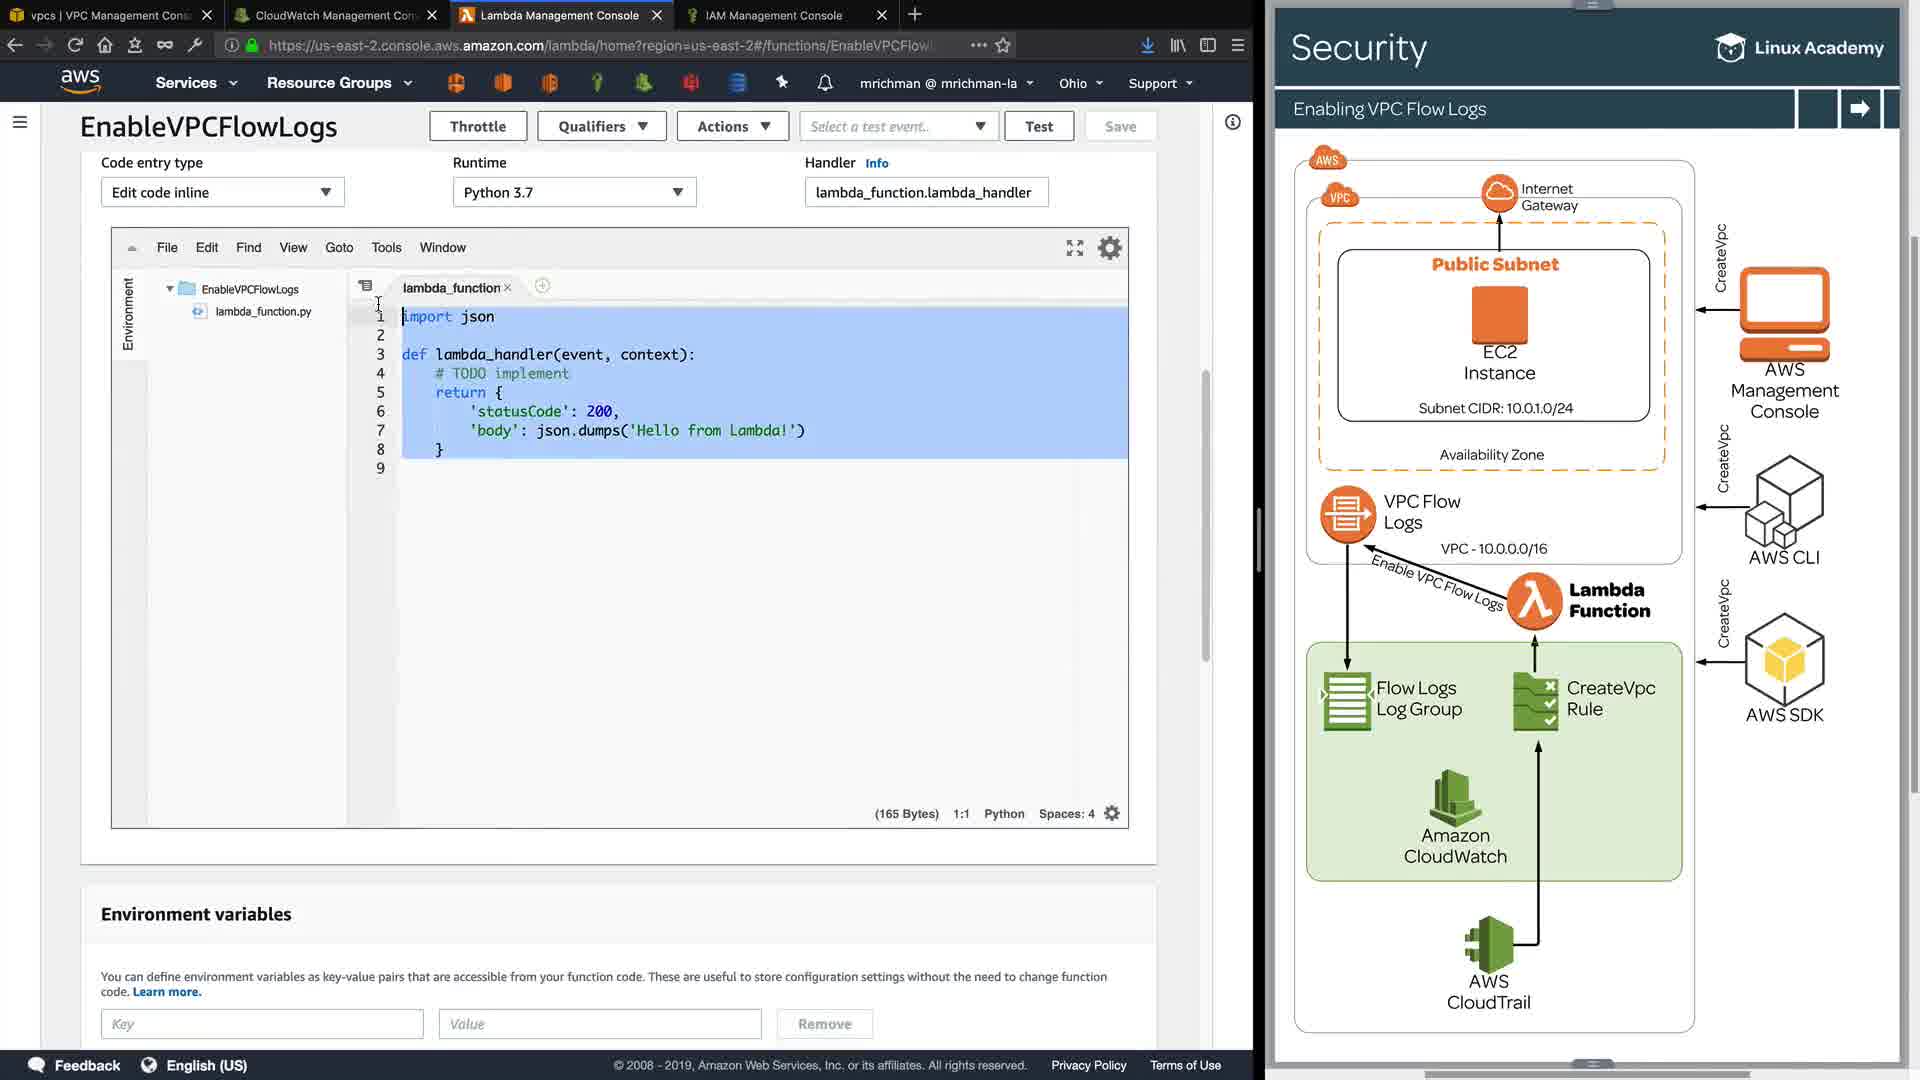 vpcs | VPC Management Cons
CloudWatch Management Con
Lambda Management Console
IAM Management Console
https://us-east-2.console.aws.amazon.com/lambda/home?region=us-east-2#/functions/EnableVPCFlow
aws
Services
Resource Groups
mrichman @ mrichman-la
Ohio
Support
EnableVPCFlowLogs
Throttle
Qualifiers
Actions
Select a test event..
Test
Save
Code entry type
Runtime
Handler Info
Edit code inline
Python 3.7
lambda_function.lambda_handler
File Edit Find View Goto Tools Window
Environment
EnableVPCFlowLogs
lambda_function.py
lambda_function
1 import json
2
3 def lambda_handler(event, context):
4 # TODO implement
5 return {
6 'statusCode': 200,
7 'body': json.dumps('Hello from Lambda!')
8 }
9
(165 Bytes) 1:1 Python Spaces: 4
Environment variables
You can define environment variables as key-value pairs that are accessible from your function code. These are useful to store configuration settings without the need to change function
code. Learn more.
Key
Value
Remove
Feedback
English (US)
© 2008 - 2019, Amazon Web Services, Inc. or its affiliates. All rights reserved.
Privacy Policy
Terms of Use
Security
Linux Academy
Enabling VPC Flow Logs
AWS
VPC
Internet
Gateway
Public Subnet
EC2
Instance
Subnet CIDR: 10.0.1.0/24
Availability Zone
VPC Flow
Logs
VPC - 10.0.0.0/16
Enable VPC Flow Logs
Lambda
Function
Flow Logs
Log Group
CreateVpc
Rule
Amazon
CloudWatch
AWS
CloudTrail
CreateVpc
AWS
Management
Console
CreateVpc
AWS CLI
CreateVpc
AWS SDK